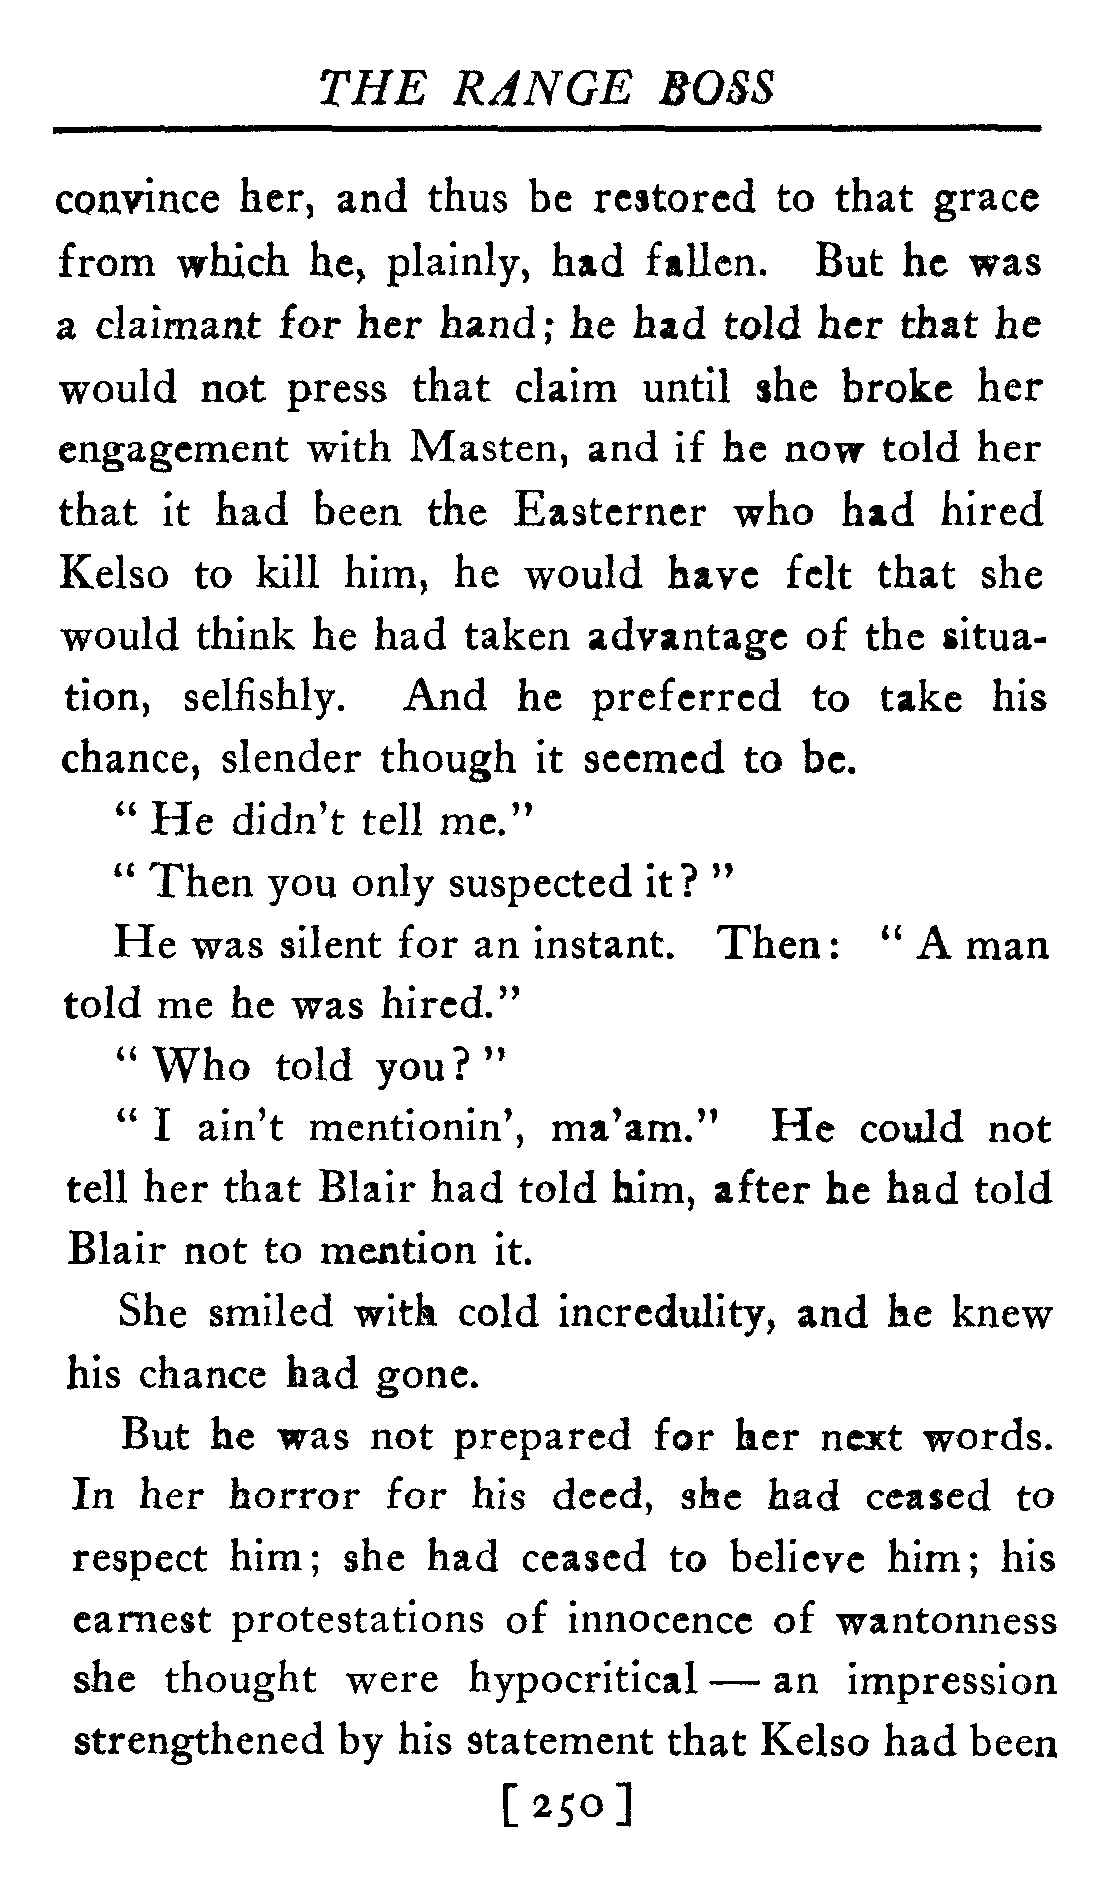 THE RANGE BOSS
convince her, and thus be restored to that grace
from which he, plainly, had fallen. But he was
a claimant for her hand; he had told her that he
would not press that claim until she broke her
engagement with Masten, and if he now told her
that it had been the Easterner who had hired
Kelso to kill him, he would have felt that she
would think he had taken advantage of the situa-
tion, selfishly. And he preferred to take his
chance, slender though it seemed to be.
“ He didn’t tell me.”
“ Then you only suspected it? ”
He was silent for an instant. Then: “ A man
told me he was hired.”
“ Who told you? ”
“ I ain’t mentionin’, ma’am.” He could not
tell her that Blair had told him, after he had told
Blair not to mention it.
She smiled with cold incredulity, and he knew
his chance had gone.
But he was not prepared for her next words.
In her horror for his deed, she had ceased to
respect him; she had ceased to believe him; his
earnest protestations of innocence of wantonness
she thought were hypocritical — an impression
strengthened by his statement that Kelso had been
[ 250 ]